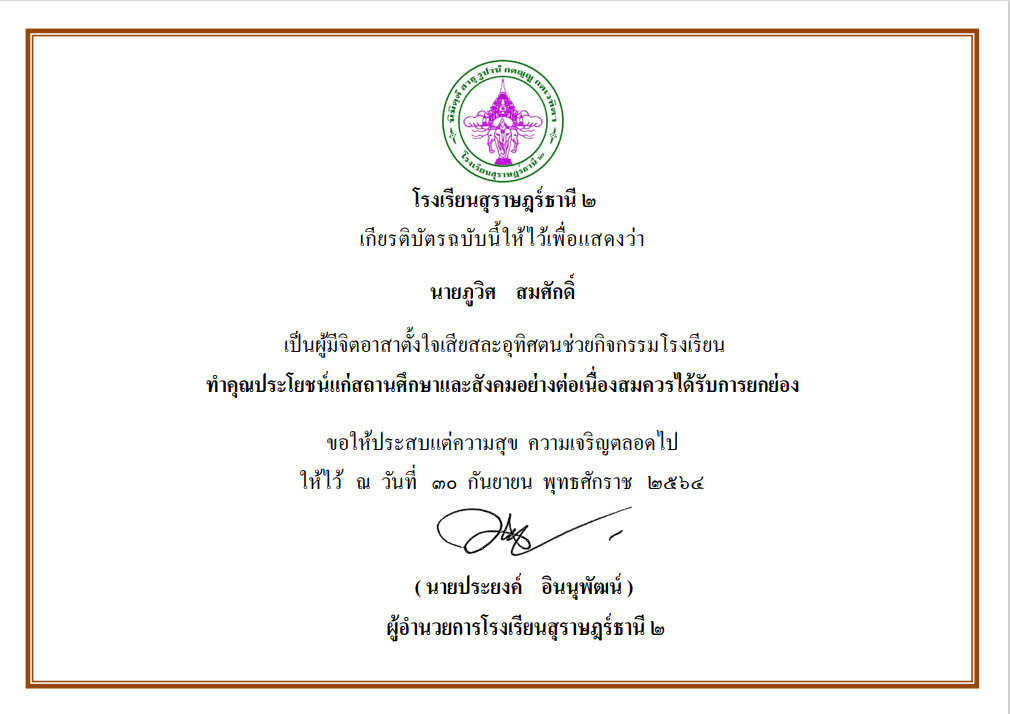 นิมิตฺตํ สาธุ รูปานํ กตญฺญู กตเวทิตา
โรงเรียนสุราษฎร์ธานี ๒
โรงเรียนสุราษฎร์ธานี ๒
เกียรติบัตรฉบับนี้ให้ไว้เพื่อแสดงว่า
นายภูวิศ สมศักดิ์
เป็นผู้มีจิตอาสาตั้งใจเสียสละอุทิศตนช่วยกิจกรรมโรงเรียน
ทำคุณประโยชน์แก่สถานศึกษาและสังคมอย่างต่อเนื่องสมควรได้รับการยกย่อง
ขอให้ประสบแต่ความสุข ความเจริญตลอดไป
ให้ไว้ ณ วันที่ ๓๐ กันยายน พุทธศักราช ๒๕๖๔
( นายประยงค์ อินนุพัฒน์ )
ผู้อำนวยการโรงเรียนสุราษฎร์ธานี ๒